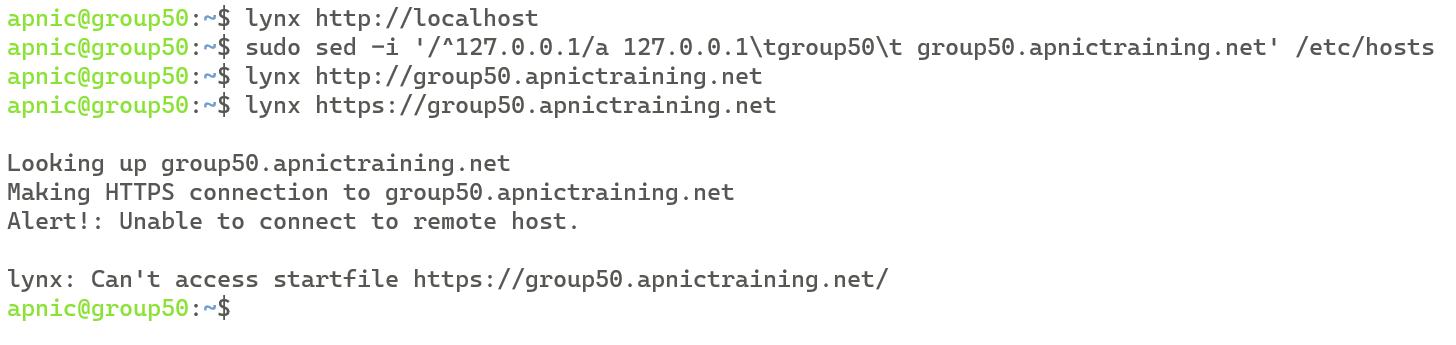 apnic@group50:~$ lynx http://localhost
apnic@group50:~$ sudo sed -i '/^127.0.0.1/a 127.0.0.1\tgroup50\t group50.apnictraining.net' /etc/hosts
apnic@group50:~$ lynx http://group50.apnictraining.net
apnic@group50:~$ lynx https://group50.apnictraining.net
Looking up group50.apnictraining.net
Making HTTPS connection to group50.apnictraining.net
Alert!: Unable to connect to remote host.
lynx: Can't access startfile https://group50.apnictraining.net/
apnic@group50:~$